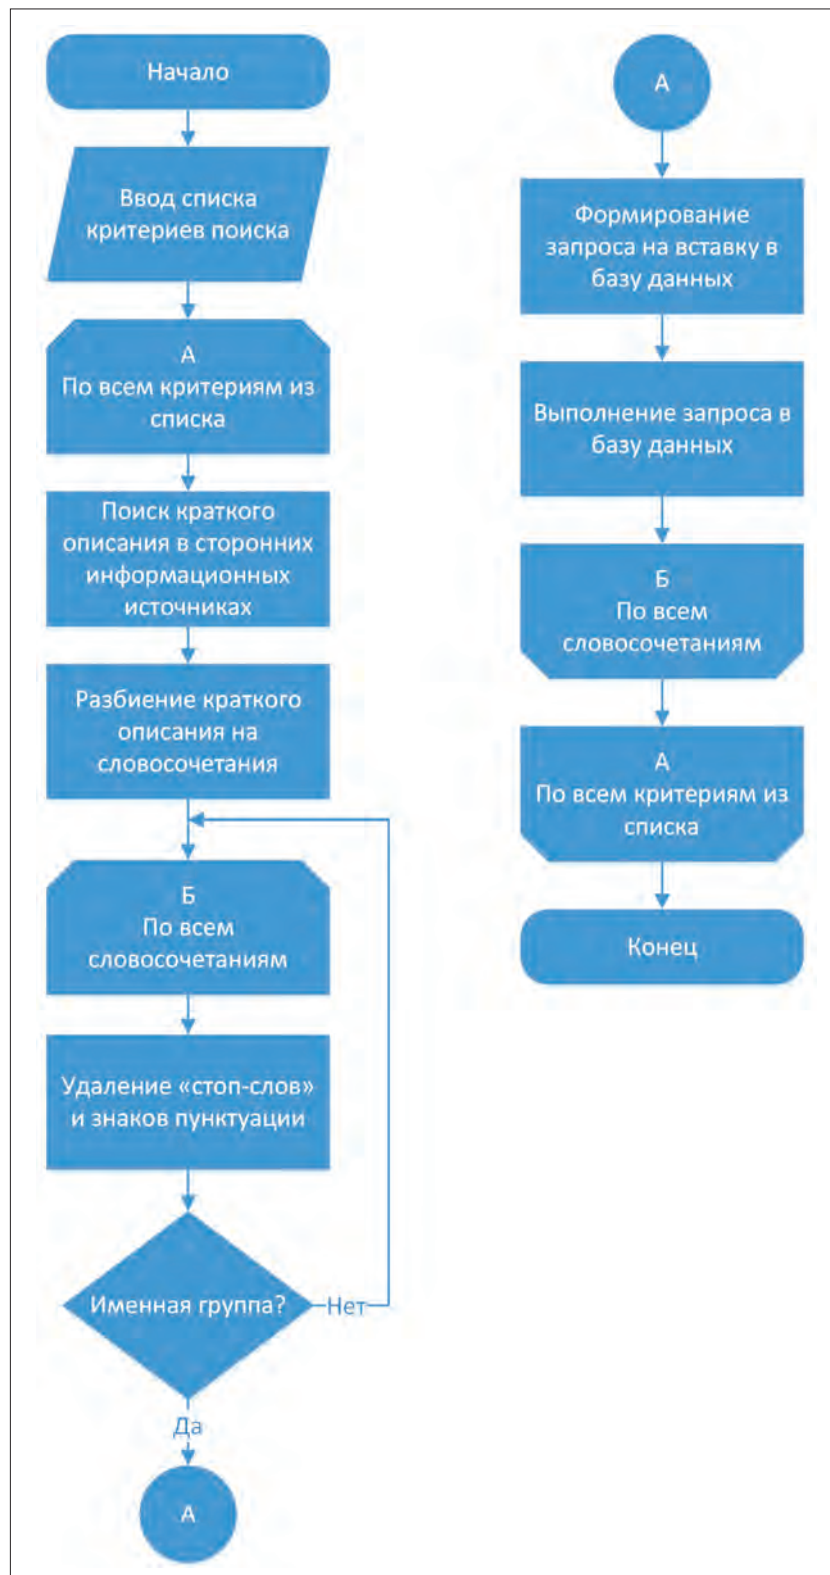 Начало
Ввод списка
критериев поиска
А
По всем критериям из
списка
Поиск краткого
описания в сторонних
информационных
источниках
Разбиение краткого
описания на
словосочетания
Б
По всем
словосочетаниям
Удаление «стоп-слов»
и знаков пунктуации
Именная группа?
Нет
Да
А
А
Формирование
запроса на вставку в
базу данных
Выполнение запроса в
базу данных
Б
По всем
словосочетаниям
А
По всем критериям из
списка
Конец